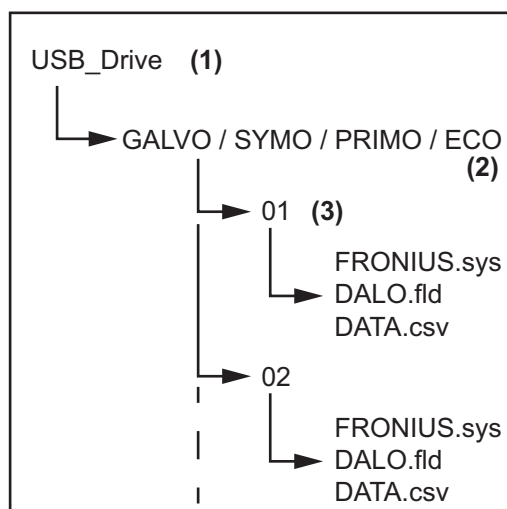 USB_Drive (1)
GALVO / SYMO / PRIMO / ECO
(2)
01 (3)
FRONIUS.sys
DALO.fld
DATA.csv
02
FRONIUS.sys
DALO.fld
DATA.csv